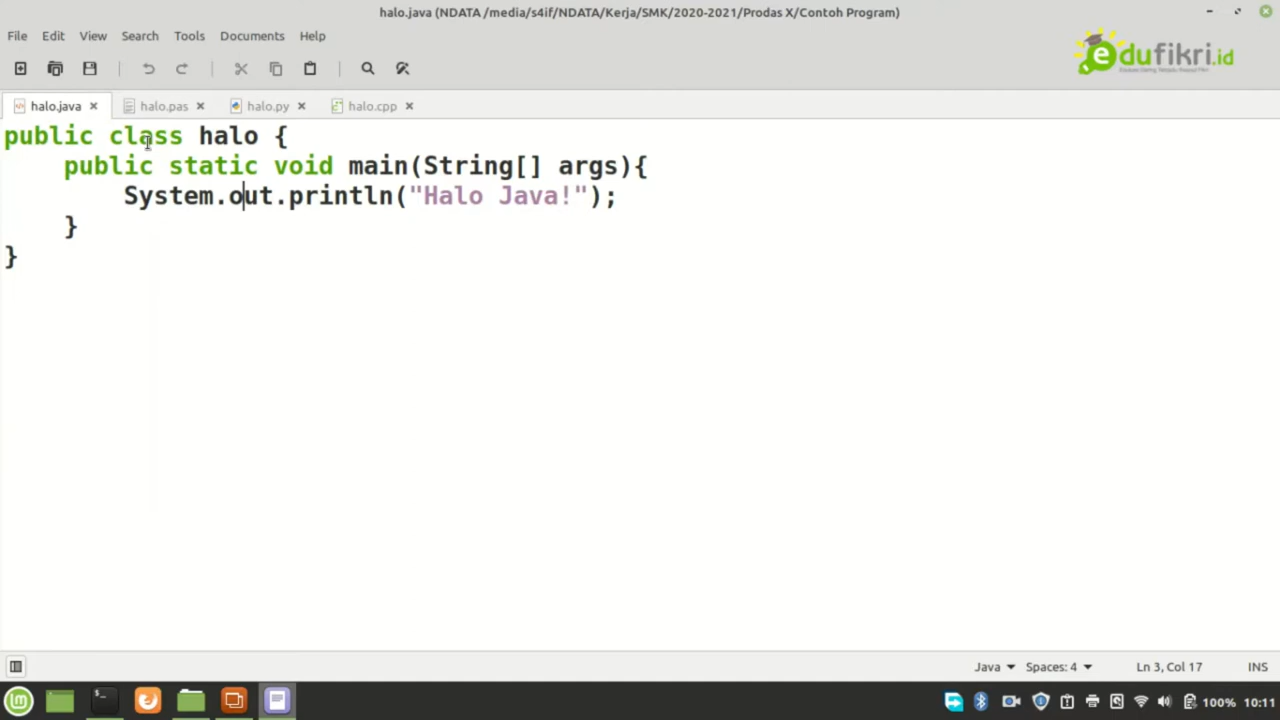 halo.java (NDATA /media/s4if/NDATA/Kerja/SMK/2020-2021/Prodas X/Contoh Program)
File Edit View Search Tools Documents Help
edufikri.id
halo.java halo.pas halo.py halo.cpp
public class halo {
    public static void main(String[] args){
        System.out.println("Halo Java!");
    }
}
Java Spaces: 4 Ln 3, Col 17 INS
100% 10:11